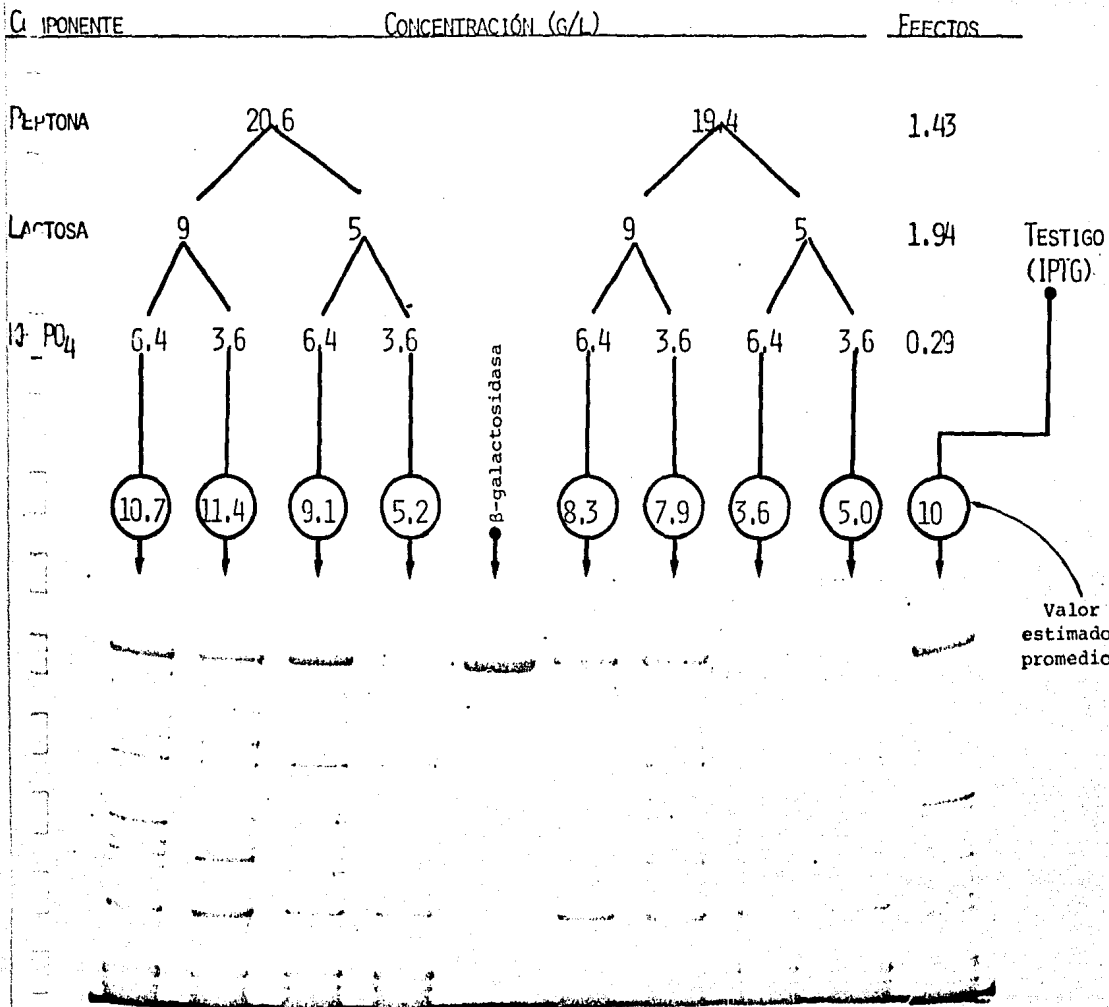 CONCENTRACIÓN (G/L) EFECTOS
PEPTONA 20.6 19.4 1.43
LACTOSA 9 5 9 5 1.94
TESTIGO
(IPTG)
PO4 6.4 3.6 6.4 3.6 6.4 3.6 6.4 3.6 0.29
β-galactosidasa
10.7 11.4 9.1 5.2 8.3 7.9 3.6 5.0 10
Valor
estimado
promedio